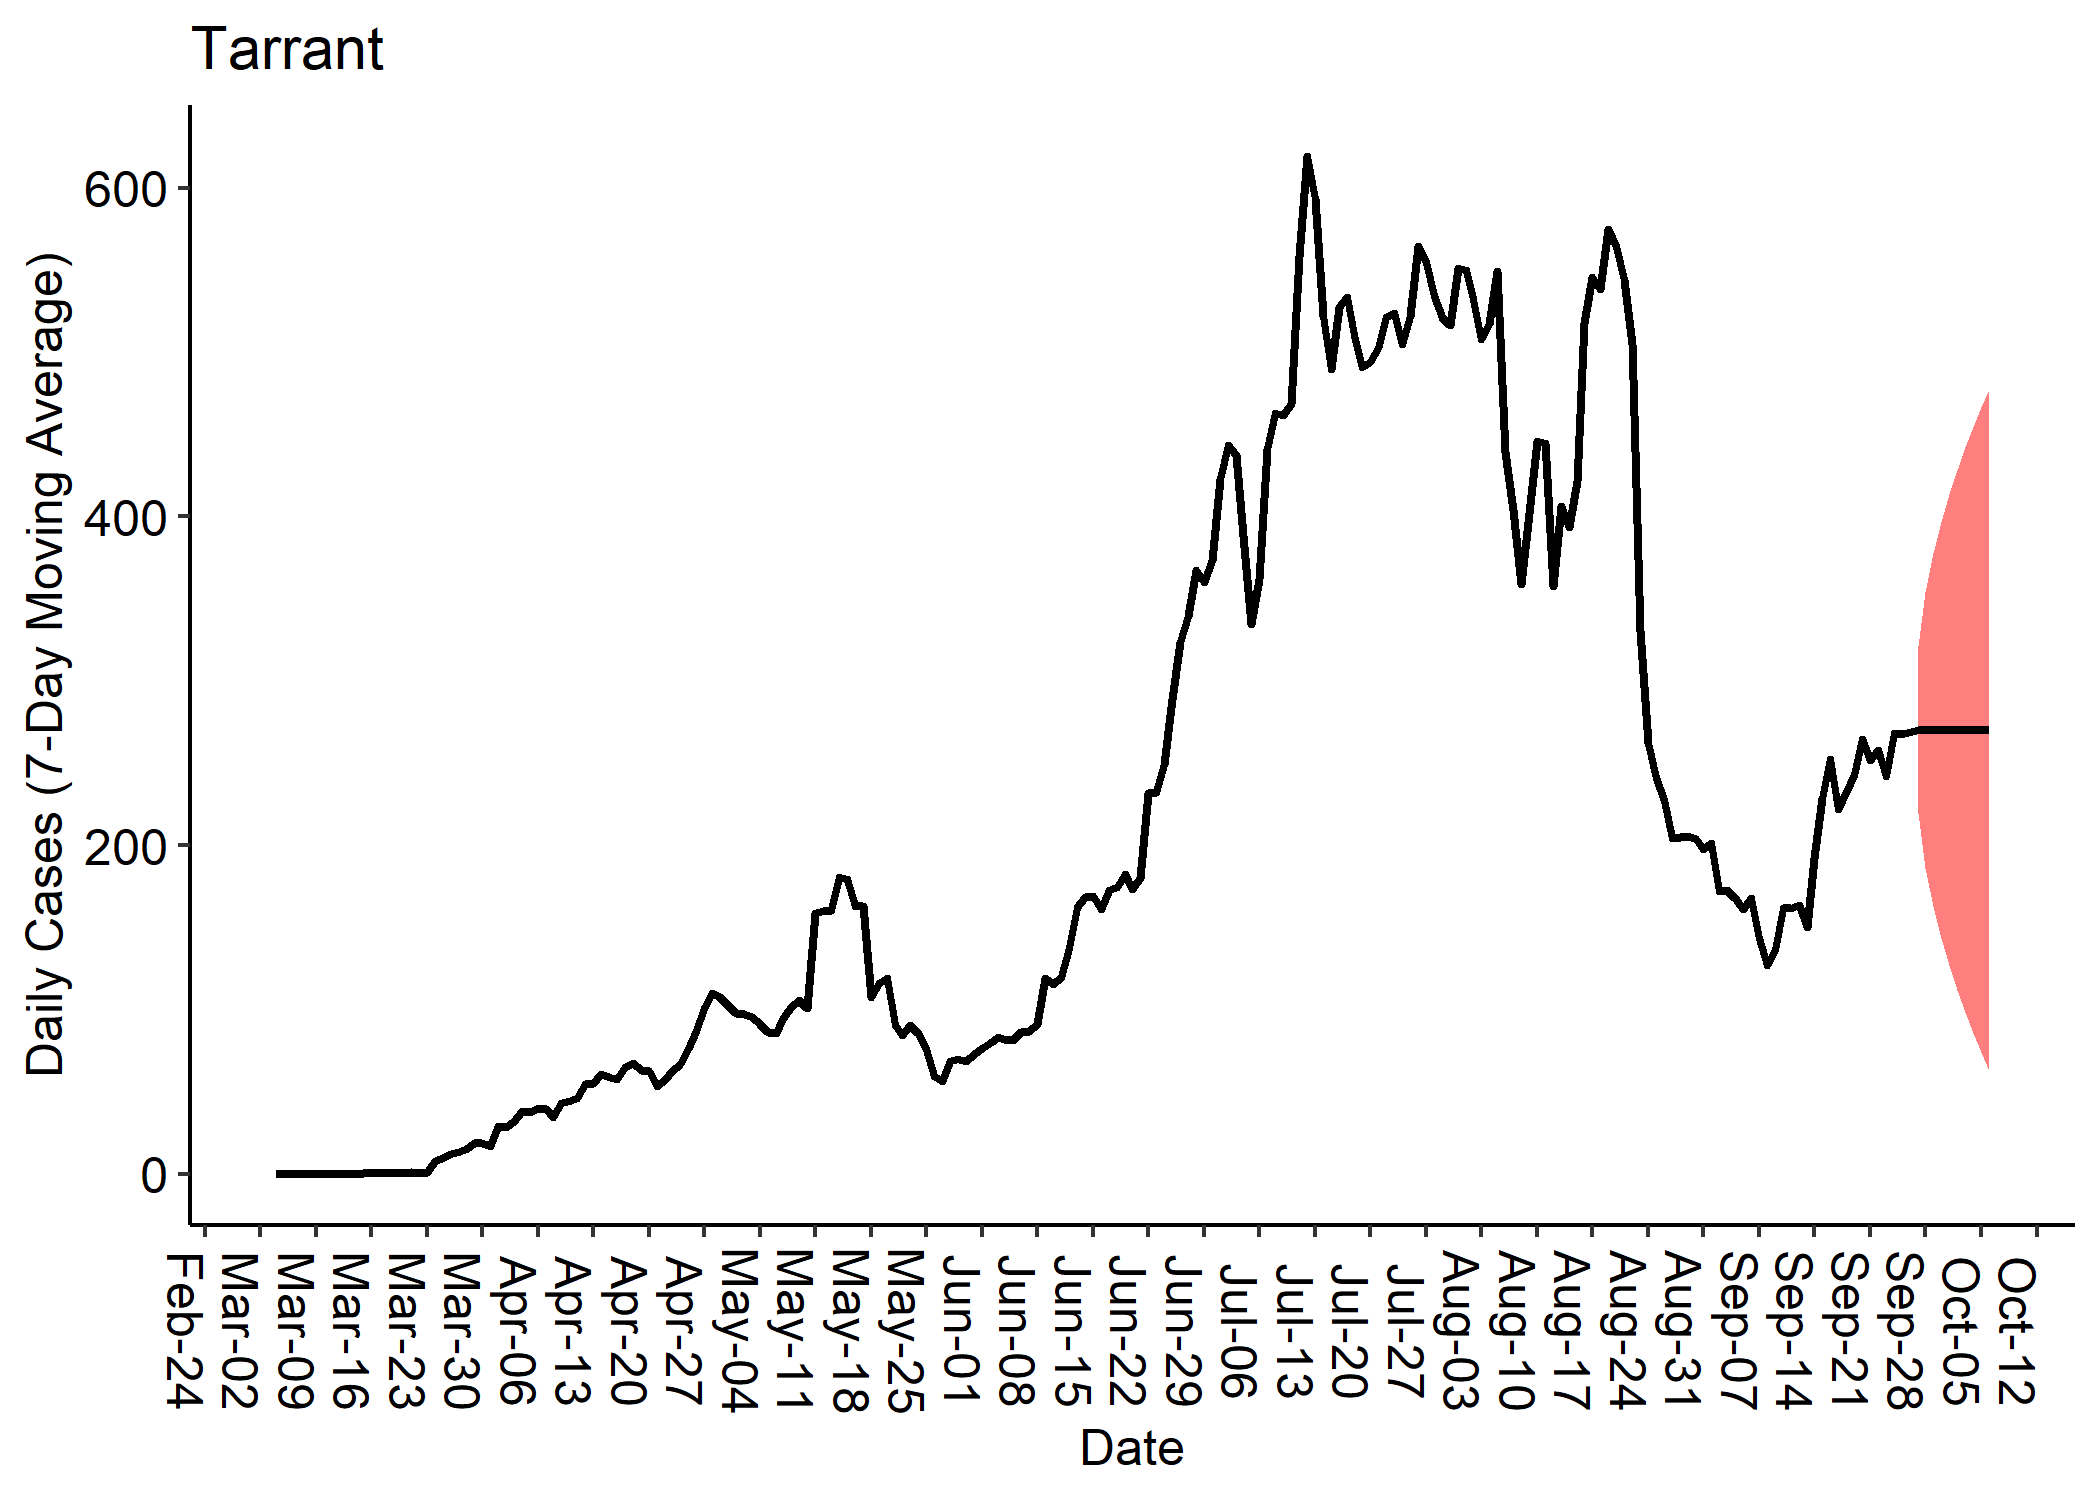 Tarrant
Daily Cases (7-Day Moving Average)
600
400
200
0
Feb-24
Mar-02
Mar-09
Mar-16
Mar-23
Mar-30
Apr-06
Apr-13
Apr-20
Apr-27
May-04
May-11
May-18
May-25
Jun-01
Jun-08
Jun-15
Jun-22
Jun-29
Jul-06
Jul-13
Jul-20
Jul-27
Aug-03
Aug-10
Aug-17
Aug-24
Aug-31
Sep-07
Sep-14
Sep-21
Sep-28
Oct-05
Oct-12
Date